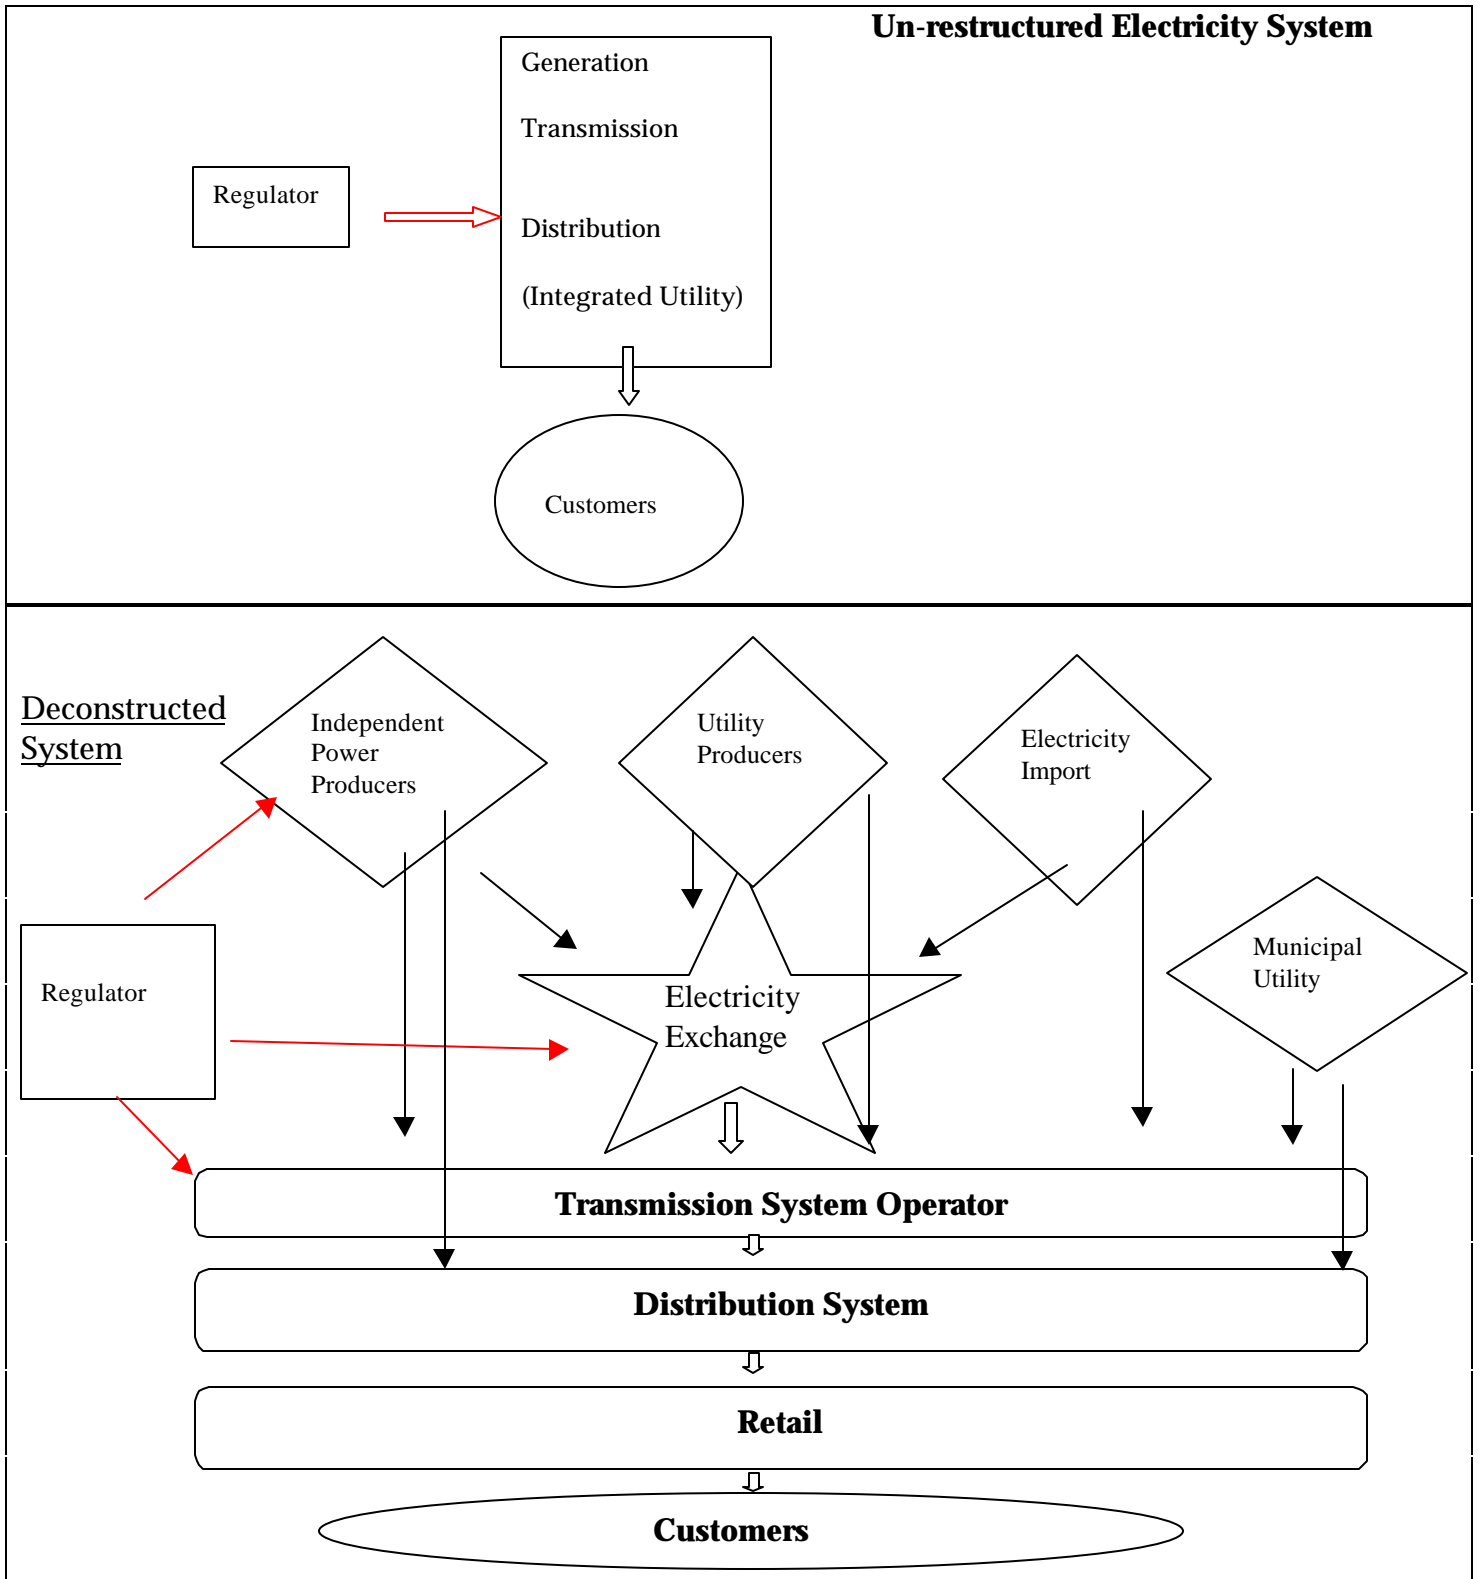 Un-restructured Electricity System
Generation
Transmission
Regulator
Distribution
(Integrated Utility)
Customers
Deconstructed
System
Independent
Power
Producers
Utility
Producers
Electricity
Import
Municipal
Utility
Regulator
Electricity
Exchange
Transmission System Operator
Distribution System
Retail
Customers